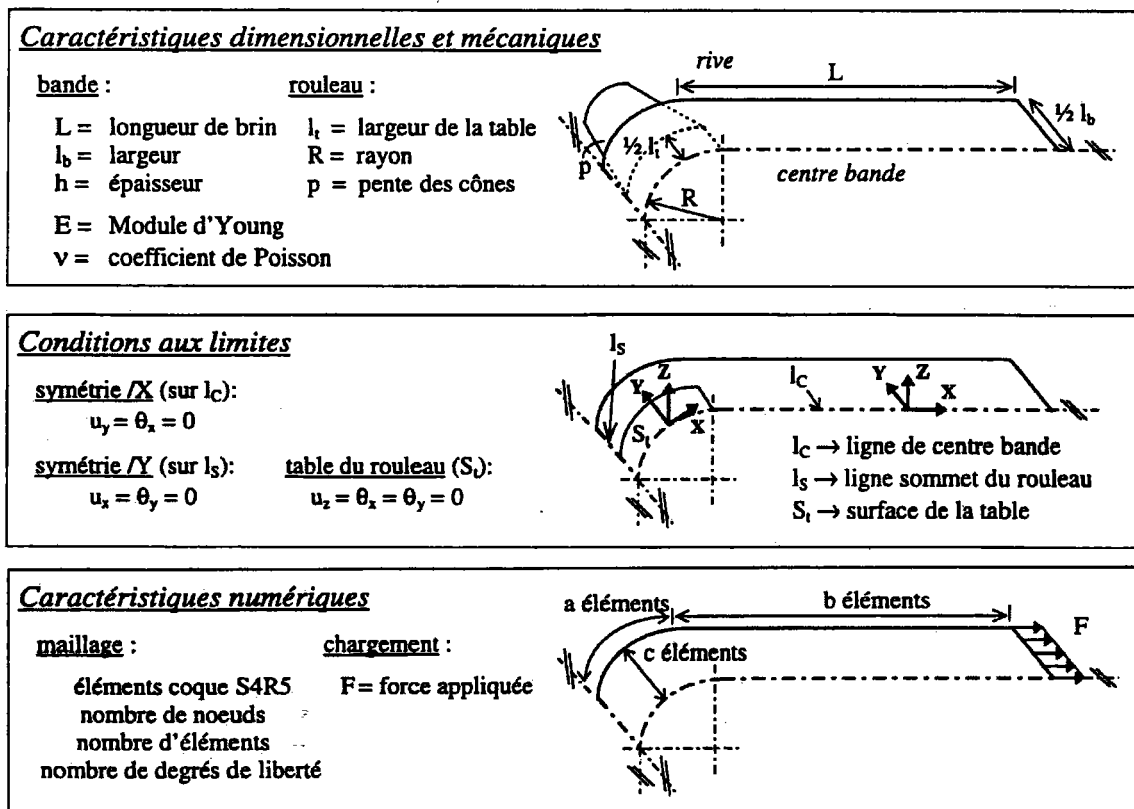 Caractéristiques dimensionnelles et mécaniques
bande :
L = longueur de brin
l_b = largeur
h = épaisseur
E = Module d'Young
ν = coefficient de Poisson
rouleau :
l_t = largeur de la table
R = rayon
p = pente des cônes
rive
L
½ l_b
p
½ l_t
R
centre bande
Conditions aux limites
symétrie /X (sur l_C):
u_y = θ_x = 0
symétrie /Y (sur l_S):
u_x = θ_y = 0
table du rouleau (S_t):
u_z = θ_x = θ_y = 0
l_S
Y
Z
X
S_t
l_C
Y
Z
X
l_C → ligne de centre bande
l_S → ligne sommet du rouleau
S_t → surface de la table
Caractéristiques numériques
maillage :
éléments coque S4R5
nombre de noeuds
nombre d'éléments
nombre de degrés de liberté
chargement :
F = force appliquée
a éléments
b éléments
c éléments
F